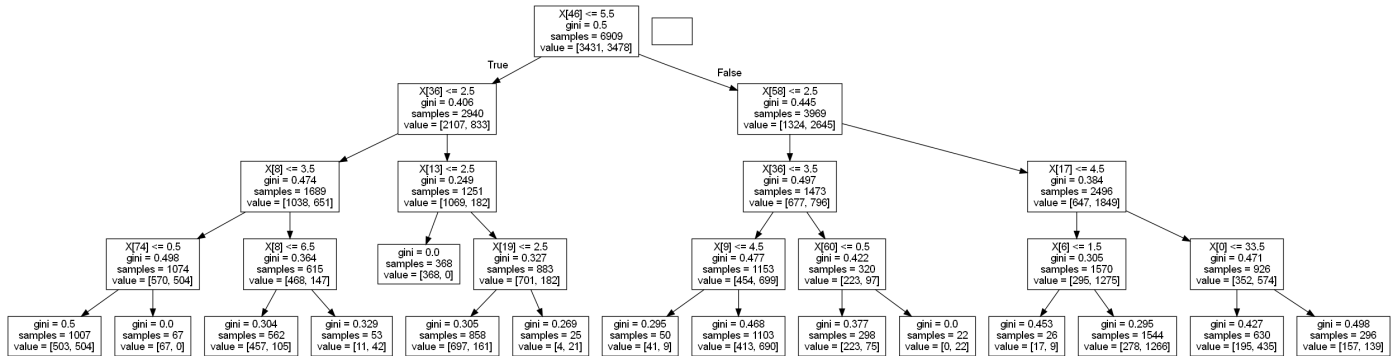 X[46] <= 5.5
gini = 0.5
samples = 6909
value = [3431, 3478]
True
False
X[36] <= 2.5
gini = 0.406
samples = 2940
value = [2107, 833]
X[58] <= 2.5
gini = 0.445
samples = 3969
value = [1324, 2645]
X[8] <= 3.5
gini = 0.474
samples = 1689
value = [1038, 651]
X[13] <= 2.5
gini = 0.249
samples = 1251
value = [1069, 182]
X[36] <= 3.5
gini = 0.497
samples = 1473
value = [677, 796]
X[17] <= 4.5
gini = 0.384
samples = 2496
value = [647, 1849]
X[74] <= 0.5
gini = 0.498
samples = 1074
value = [570, 504]
X[8] <= 6.5
gini = 0.364
samples = 615
value = [468, 147]
gini = 0.0
samples = 368
value = [368, 0]
X[19] <= 2.5
gini = 0.327
samples = 883
value = [701, 182]
X[9] <= 4.5
gini = 0.477
samples = 1153
value = [454, 699]
X[60] <= 0.5
gini = 0.422
samples = 320
value = [223, 97]
X[6] <= 1.5
gini = 0.305
samples = 1570
value = [295, 1275]
X[0] <= 33.5
gini = 0.471
samples = 926
value = [352, 574]
gini = 0.5
samples = 1007
value = [503, 504]
gini = 0.0
samples = 67
value = [67, 0]
gini = 0.304
samples = 562
value = [457, 105]
gini = 0.329
samples = 53
value = [11, 42]
gini = 0.305
samples = 858
value = [697, 161]
gini = 0.269
samples = 25
value = [4, 21]
gini = 0.295
samples = 50
value = [41, 9]
gini = 0.468
samples = 1103
value = [413, 690]
gini = 0.377
samples = 298
value = [223, 75]
gini = 0.0
samples = 22
value = [0, 22]
gini = 0.453
samples = 26
value = [17, 9]
gini = 0.295
samples = 1544
value = [278, 1266]
gini = 0.427
samples = 630
value = [195, 435]
gini = 0.498
samples = 296
value = [157, 139]